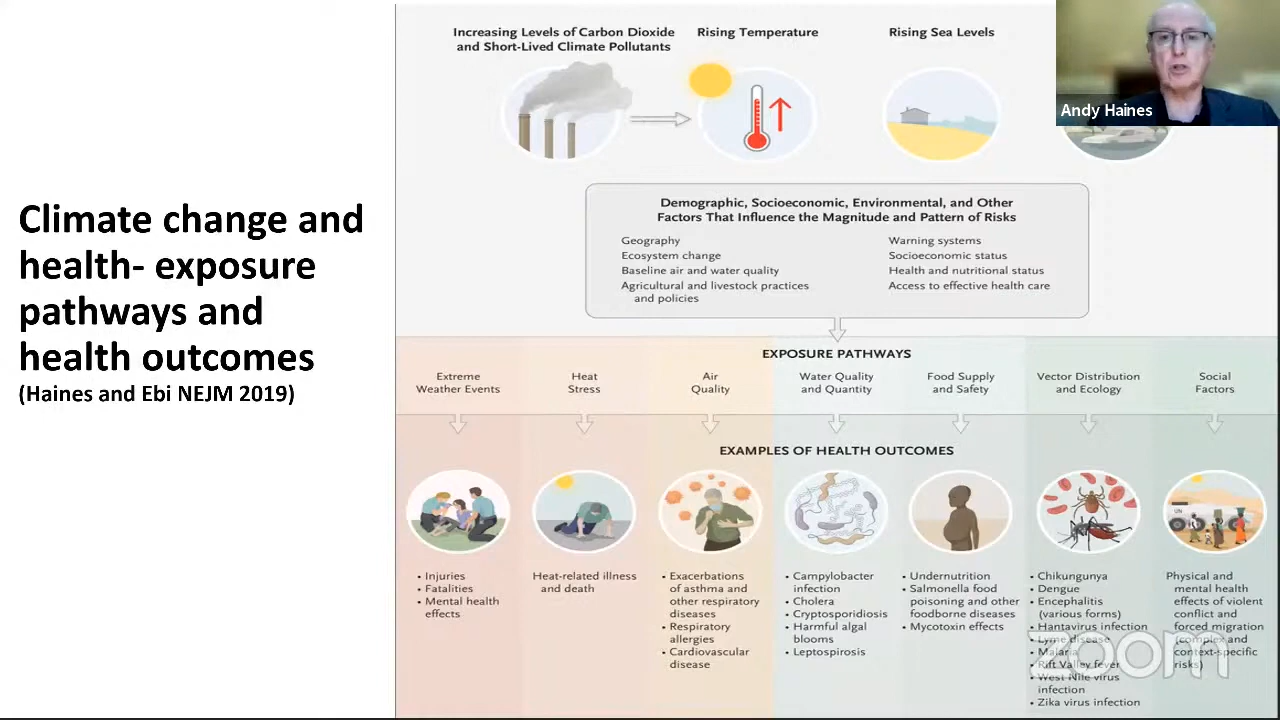 Climate change and
health- exposure
pathways and
health outcomes
(Haines and Ebi NEJM 2019)
Increasing Levels of Carbon Dioxide
and Short-Lived Climate Pollutants
Rising Temperature
Rising Sea Levels
Andy Haines
Demographic, Socioeconomic, Environmental, and Other
Factors That Influence the Magnitude and Pattern of Risks
Geography
Ecosystem change
Baseline air and water quality
Agricultural and livestock practices
and policies
Warning systems
Socioeconomic status
Health and nutritional status
Access to effective health care
EXPOSURE PATHWAYS
Extreme
Weather Events
Heat
Stress
Air
Quality
Water Quality
and Quantity
Food Supply
and Safety
Vector Distribution
and Ecology
Social
Factors
EXAMPLES OF HEALTH OUTCOMES
UN
• Injuries
• Fatalities
• Mental health
effects
Heat-related illness
and death
• Exacerbations
of asthma and
other respiratory
diseases
• Respiratory
allergies
• Cardiovascular
disease
• Campylobacter
infection
• Cholera
• Cryptosporidiosis
• Harmful algal
blooms
• Leptospirosis
• Undernutrition
• Salmonella food
poisoning and other
foodborne diseases
• Mycotoxin effects
• Chikungunya
• Dengue
• Encephalitis
(various forms)
• Hantavirus infection
• Lyme disease
• Malaria
• Rift Valley fever
• West Nile virus
infection
• Zika virus infection
Physical and
mental health
effects of violent
conflict and
forced migration
(complex and
context-specific
risks)
zoom